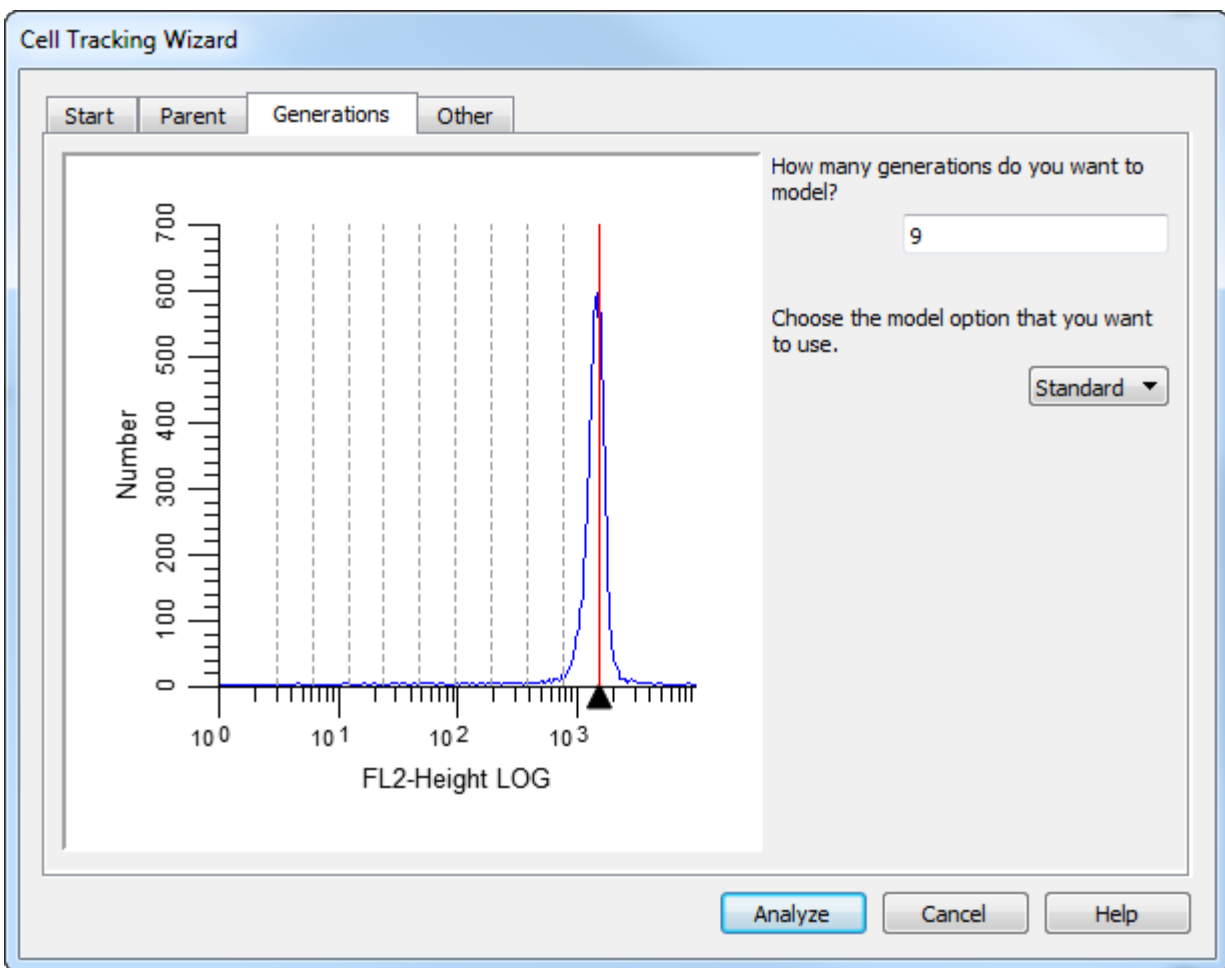 Cell Tracking Wizard
Start Parent Generations Other
How many generations do you want to
model?
9
Choose the model option that you want
to use.
Standard
700
600
500
400
300
200
100
0
Number
10 0 10 1 10 2 10 3
FL2-Height LOG
Analyze Cancel Help